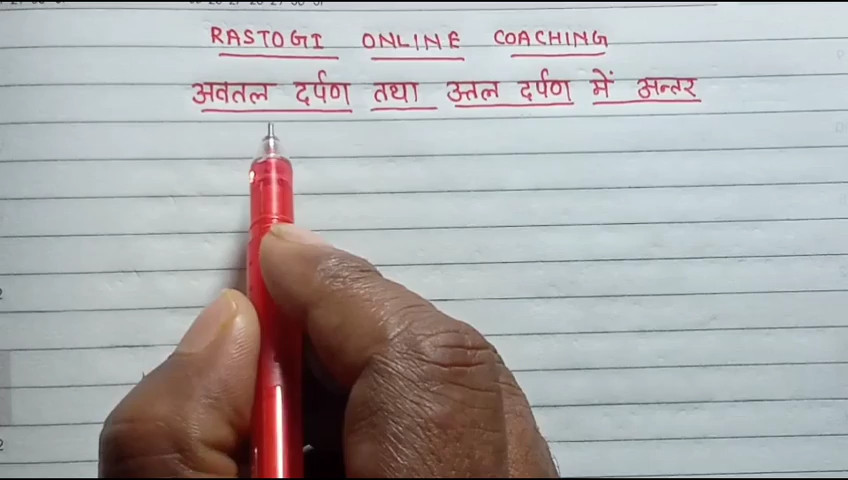 RASTOGI ONLINE COACHING
अवतल दर्पण तथा उत्तल दर्पण में अन्तर